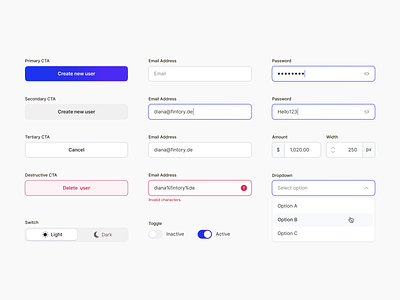 Primary CTA
Create new user
Email Address
Email
Password
Secondary CTA
Create new user
Email Address
diana@fintory.de
Password
Hello123
Tertiary CTA
Cancel
Email Address
diana@fintory.de
Amount
$ 1,020.00
Width
250 px
Destructive CTA
Delete user
Email Address
diana%fintory%de
Invalid characters.
Dropdown
Select option
Option A
Option B
Option C
Switch
Light
Dark
Toggle
Inactive
Active